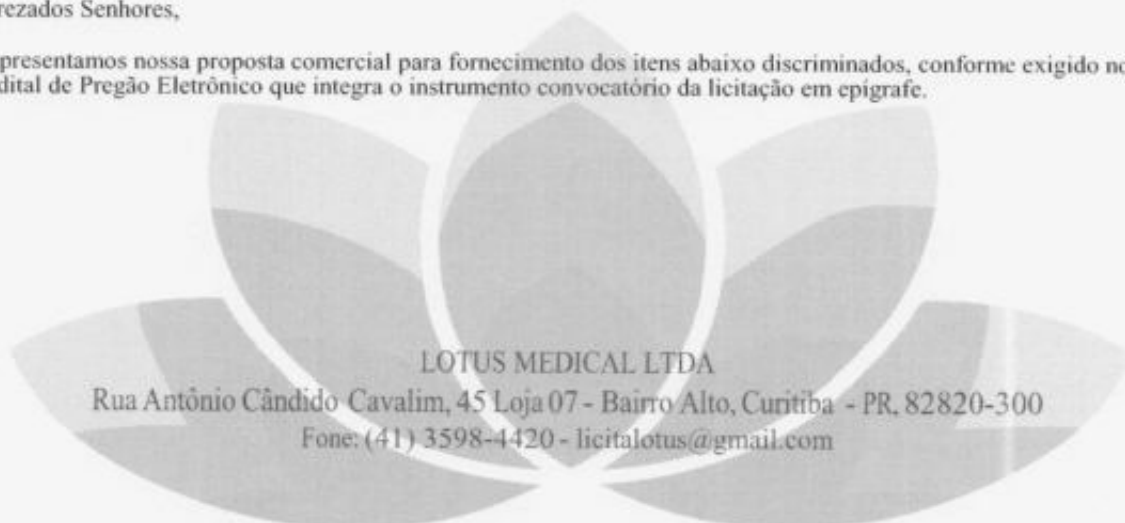 rezados Senhores,
presentamos nossa proposta comercial para fornecimento dos itens abaixo discriminados, conforme exigido no
dital de Pregão Eletrônico que integra o instrumento convocatório da licitação em epígrafe.
LOTUS MEDICAL LTDA
Rua Antônio Cândido Cavalim, 45 Loja 07 - Bairro Alto, Curitiba - PR, 82820-300
Fone: (41) 3598-4420 - licitalotus@gmail.com